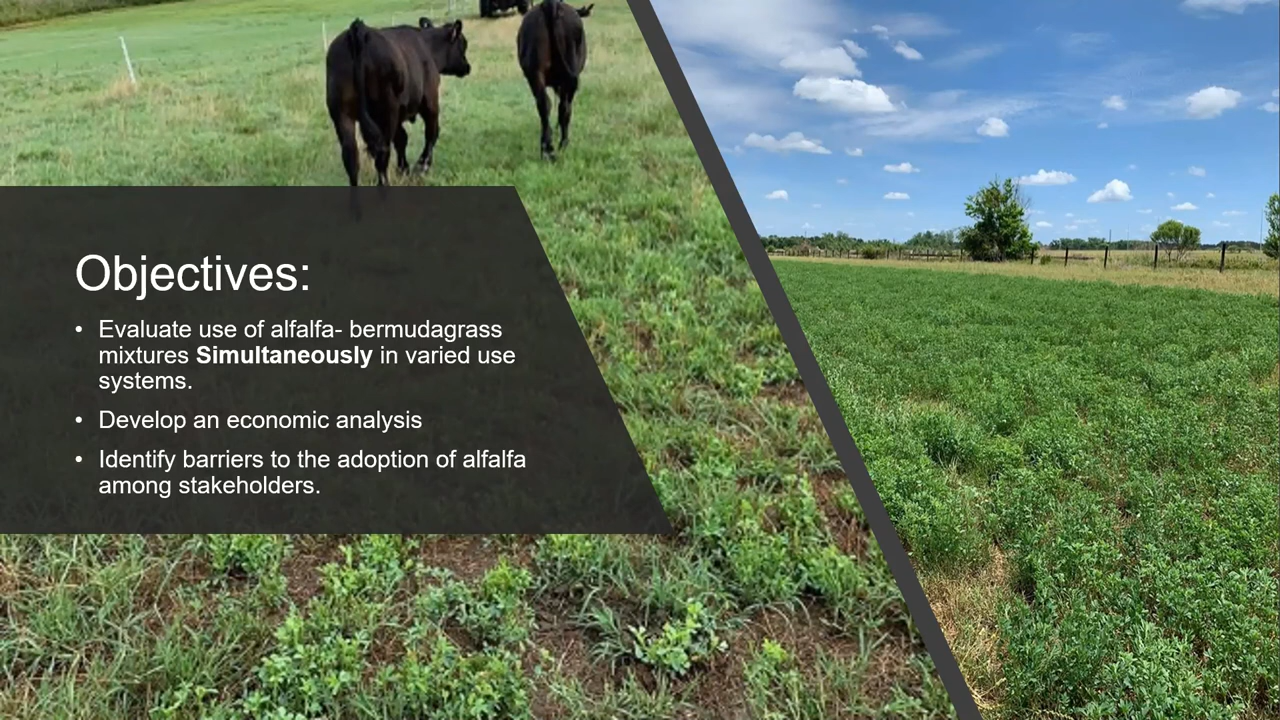 Objectives:
• Evaluate use of alfalfa- bermudagrass
mixtures Simultaneously in varied use
systems.
• Develop an economic analysis
• Identify barriers to the adoption of alfalfa
among stakeholders.